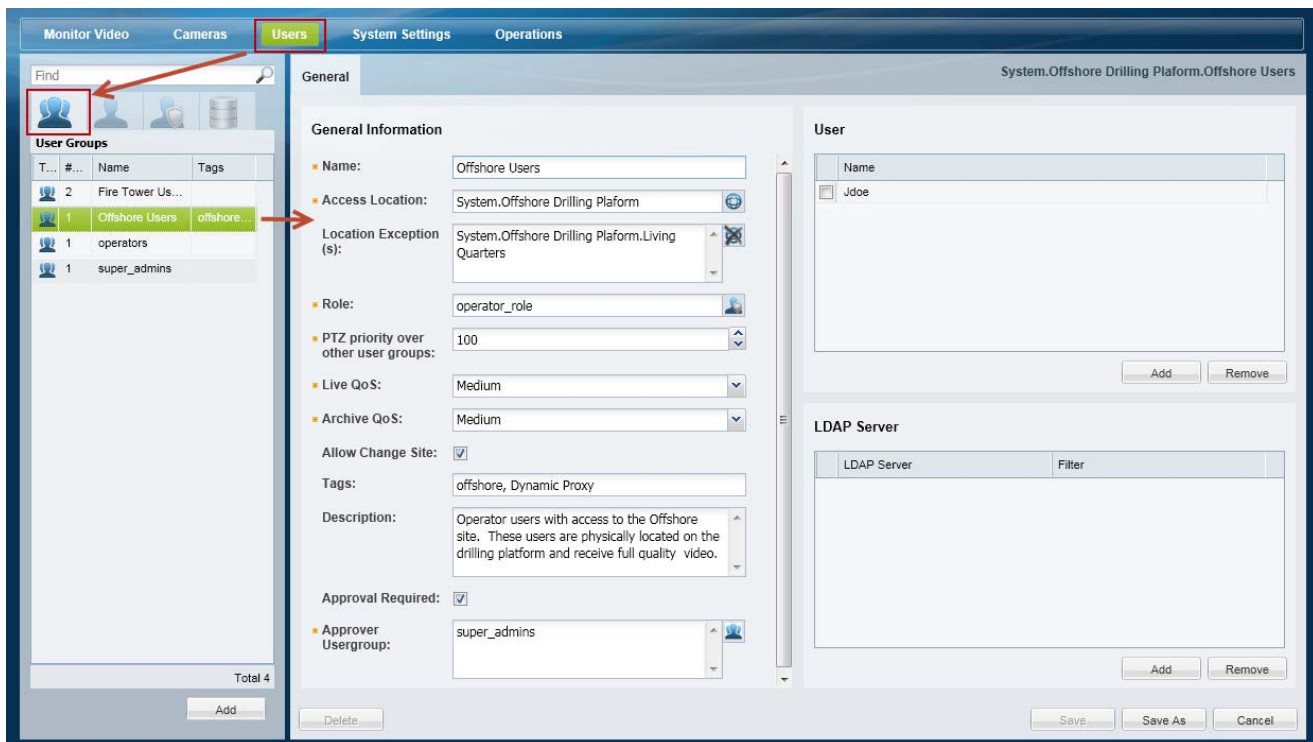 Monitor Video Cameras Users System Settings Operations
Find
User Groups
T... #... Name Tags
2 Fire Tower Us...
1 Offshore Users offshore...
1 operators
1 super_admins
Total 4
Add
General
System.Offshore Drilling Plaform.Offshore Users
General Information
* Name: Offshore Users
* Access Location: System.Offshore Drilling Plaform
Location Exception
(s):
System.Offshore Drilling Plaform.Living
Quarters
* Role: operator_role
* PTZ priority over
other user groups:
100
* Live QoS: Medium
* Archive QoS: Medium
Allow Change Site:
Tags: offshore, Dynamic Proxy
Description: Operator users with access to the Offshore
site. These users are physically located on the
drilling platform and receive full quality video.
Approval Required:
* Approver
Usergroup:
super_admins
User
Name
Jdoe
Add Remove
LDAP Server
LDAP Server Filter
Add Remove
Delete
Save Save As Cancel